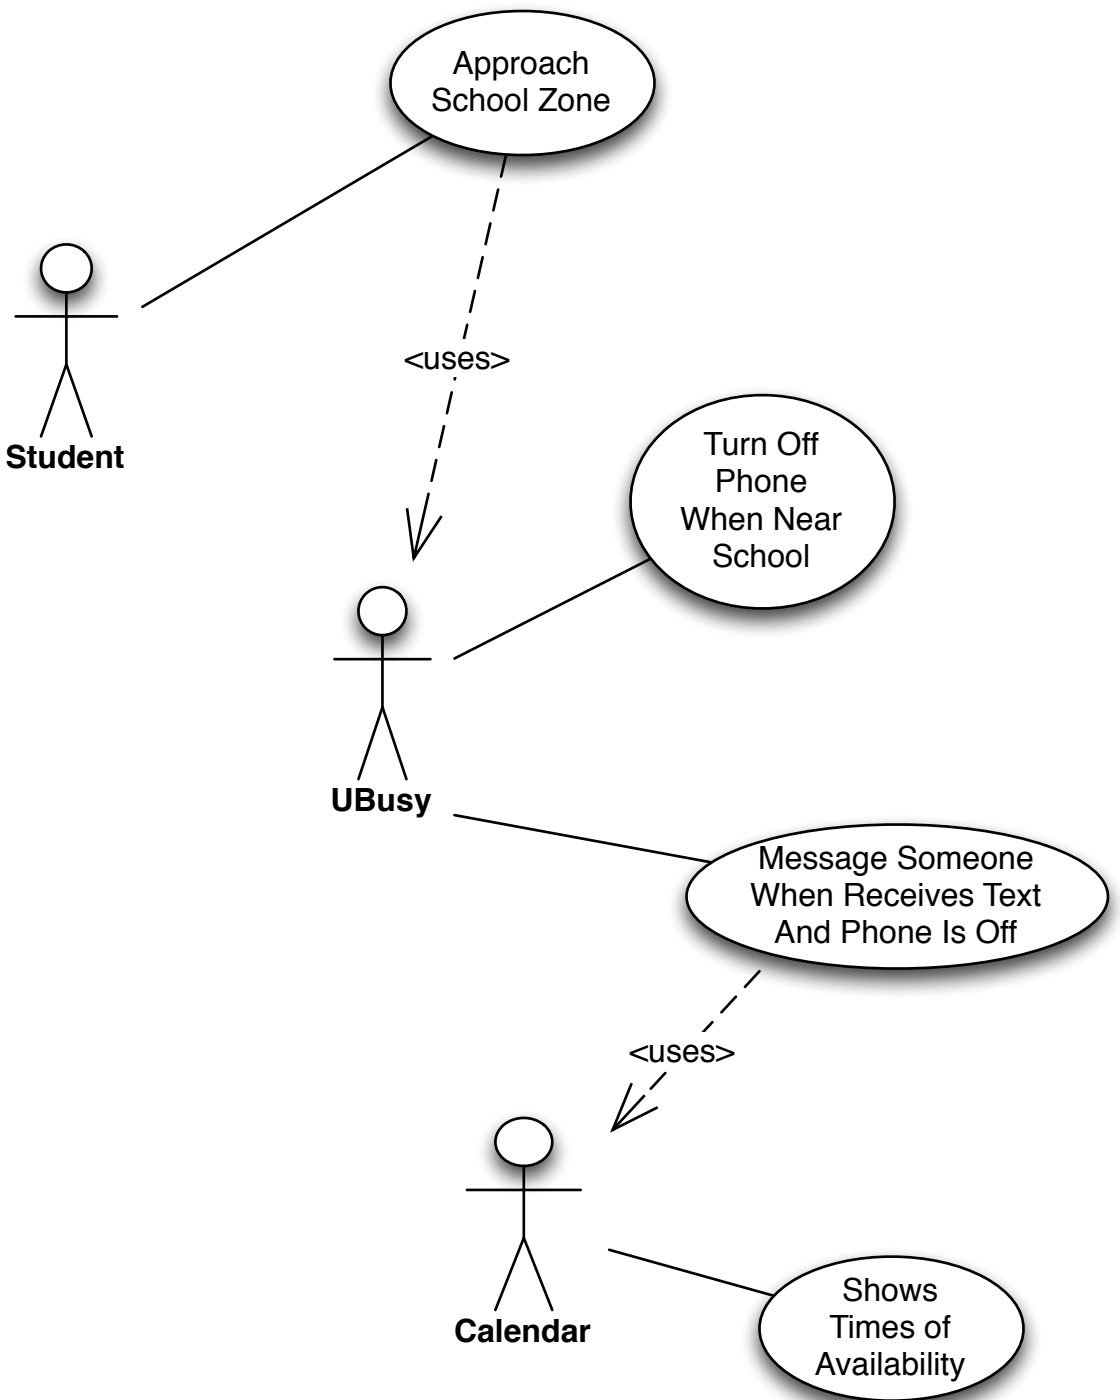 Approach
School Zone
<uses>
Student
Turn Off
Phone
When Near
School
UBusy
Message Someone
When Receives Text
And Phone Is Off
<uses>
Calendar
Shows
Times of
Availability